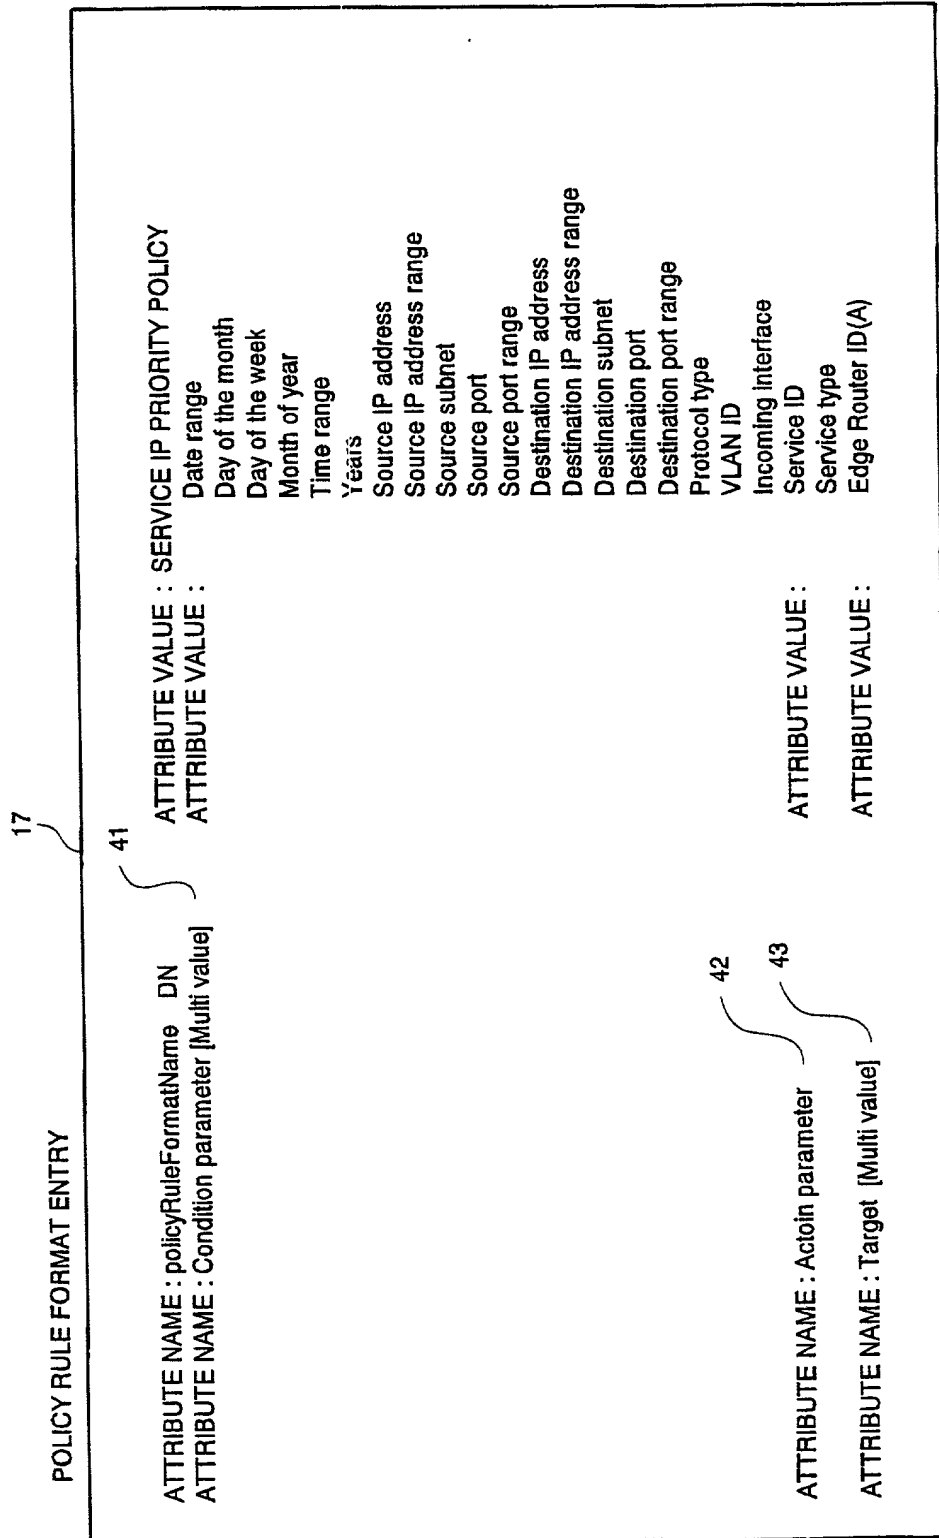 POLICY RULE FORMAT ENTRY
17
41
ATTRIBUTE NAME : policyRuleFormatName DN ATTRIBUTE VALUE : SERVICE IP PRIORITY POLICY
ATTRIBUTE NAME : Condition parameter [Multi value] ATTRIBUTE VALUE : Date range
Day of the month
Day of the week
Month of year
Time range
Years
Source IP address
Source IP address range
Source subnet
Source port
Source port range
Destination IP address
Destination IP address range
Destination subnet
Destination port
Destination port range
Protocol type
VLAN ID
42
Incoming interface
43
ATTRIBUTE NAME : Actoin parameter ATTRIBUTE VALUE : Service ID
Service type
ATTRIBUTE NAME : Target [Multi value] ATTRIBUTE VALUE : Edge Router ID(A)